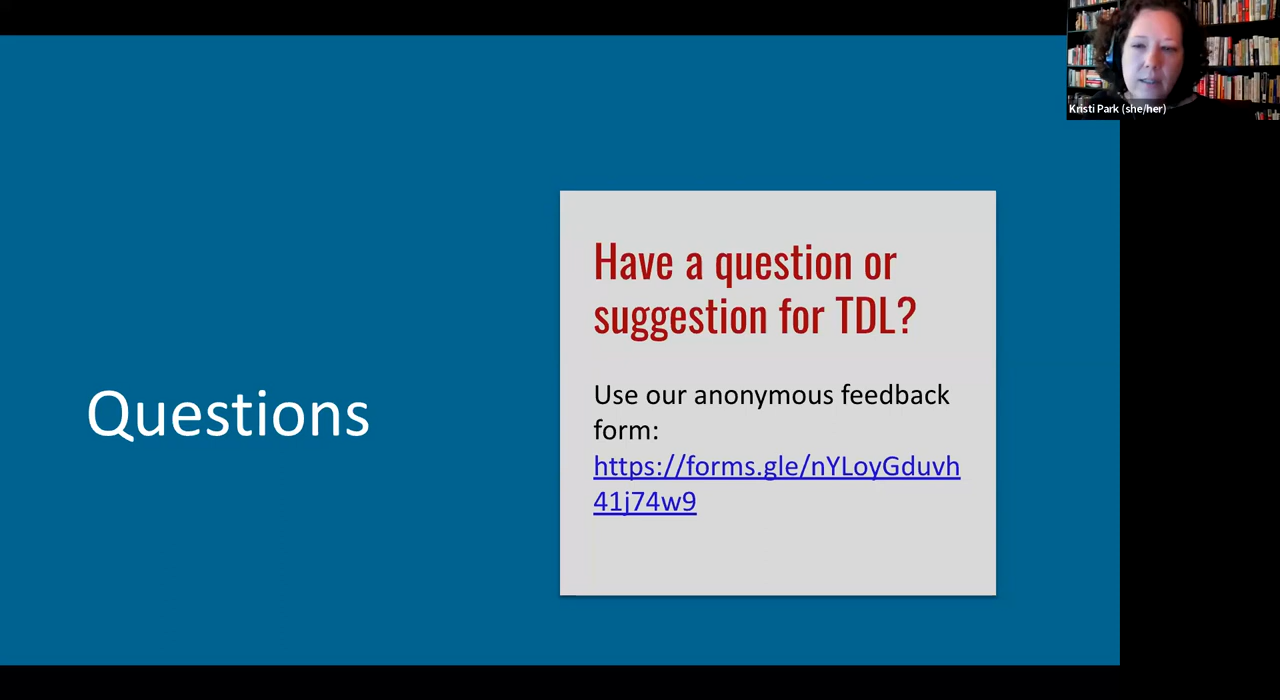 Kristi Park (she/her)
Have a question or
suggestion for TDL?
Questions
Use our anonymous feedback
form:
https://forms.gle/nYLoyGduvh
41j74w9